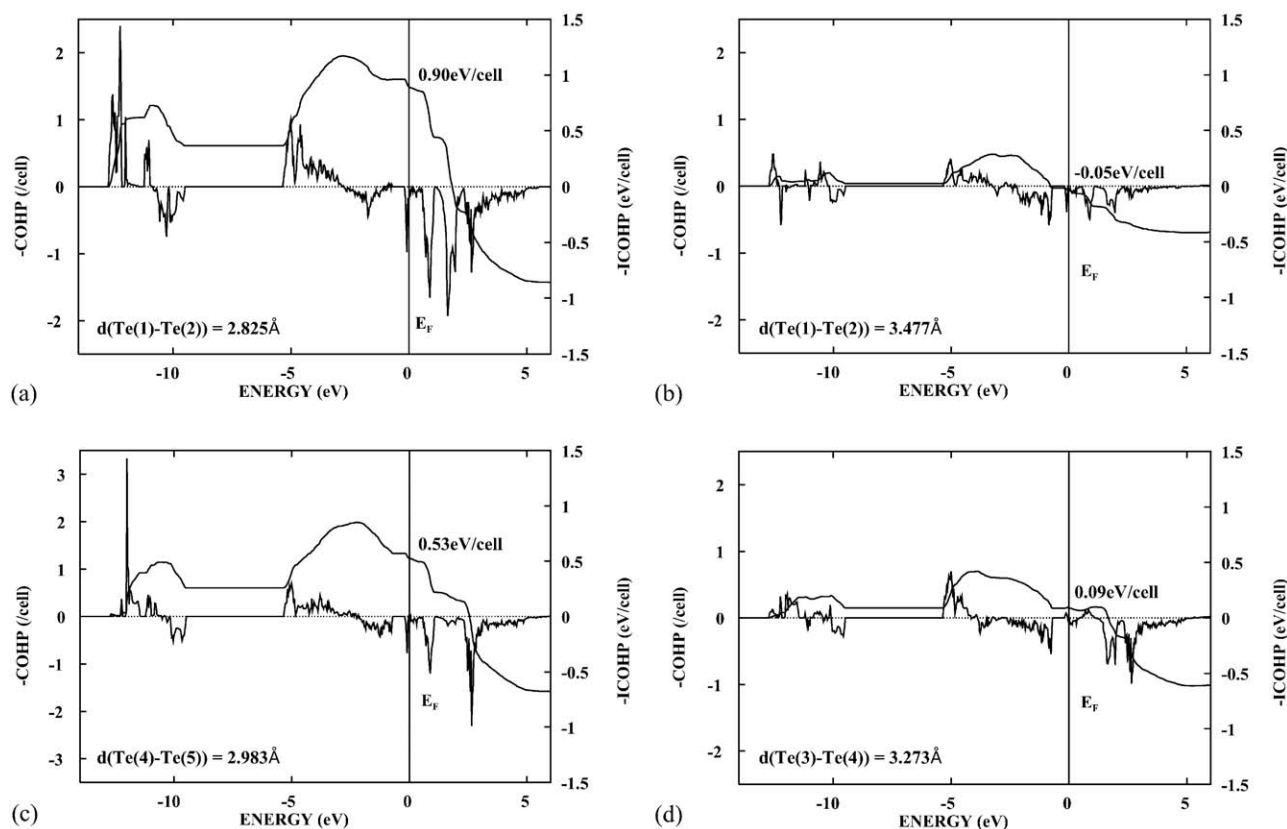 2
1
0
-1
-2
-COHP (/cell)
1.5
1
0.5
0
-0.5
-1
-1.5
-ICOHP (eV/cell)
0.90eV/cell
E_F
d(Te(1)-Te(2)) = 2.825Å
-10
-5
0
5
ENERGY (eV)
(a)
2
1
0
-1
-2
-COHP (/cell)
1.5
1
0.5
0
-0.5
-1
-1.5
-ICOHP (eV/cell)
-0.05eV/cell
E_F
d(Te(1)-Te(2)) = 3.477Å
-10
-5
0
5
ENERGY (eV)
(b)
3
2
1
0
-1
-2
-3
-COHP (/cell)
1.5
1
0.5
0
-0.5
-1
-1.5
-ICOHP (eV/cell)
0.53eV/cell
E_F
d(Te(4)-Te(5)) = 2.983Å
-10
-5
0
5
ENERGY (eV)
(c)
2
1
0
-1
-2
-COHP (/cell)
1.5
1
0.5
0
-0.5
-1
-1.5
-ICOHP (eV/cell)
0.09eV/cell
E_F
d(Te(3)-Te(4)) = 3.273Å
-10
-5
0
5
ENERGY (eV)
(d)